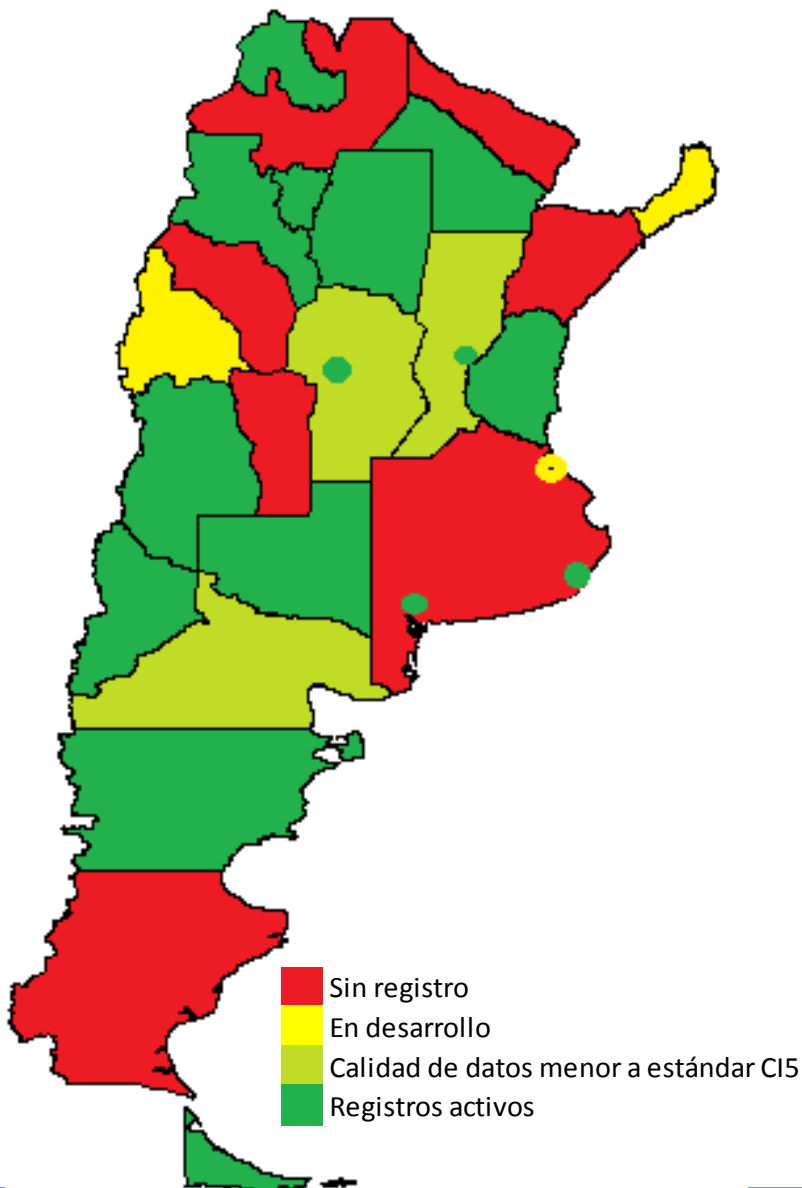 Sin registro
En desarrollo
Calidad de datos menor a estándar CI5
Registros activos